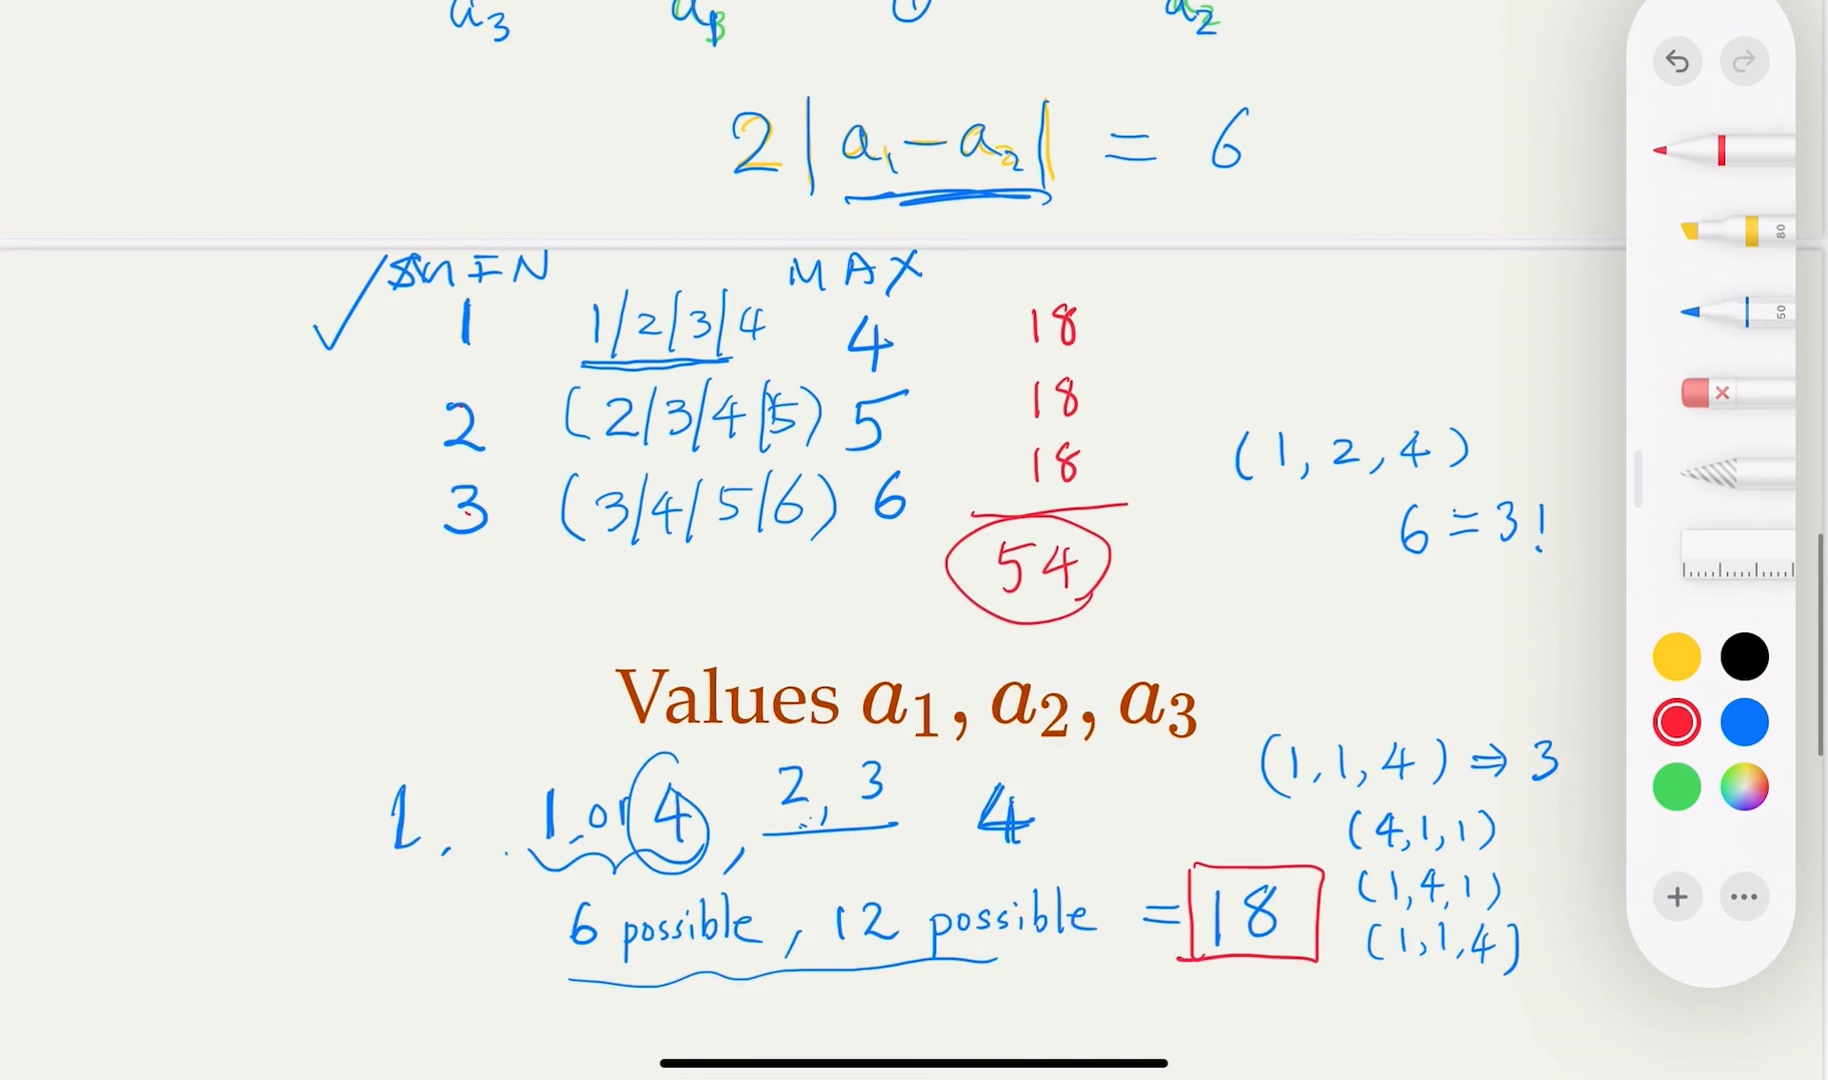 a₃ a₃ a₂
2|a₁-a₂| = 6
MIN MAX
1 1/2/3/4 4 18
2 (2/3/4/5) 5 18
3 (3/4/5/6) 6 18
54
(1, 2, 4)
6 = 3!
Values a₁, a₂, a₃
1, 1 or 4, 2, 3 4
6 possible, 12 possible = 18
(1,1,4) ⇒ 3
(4,1,1)
(1,4,1)
(1,1,4)
80
50